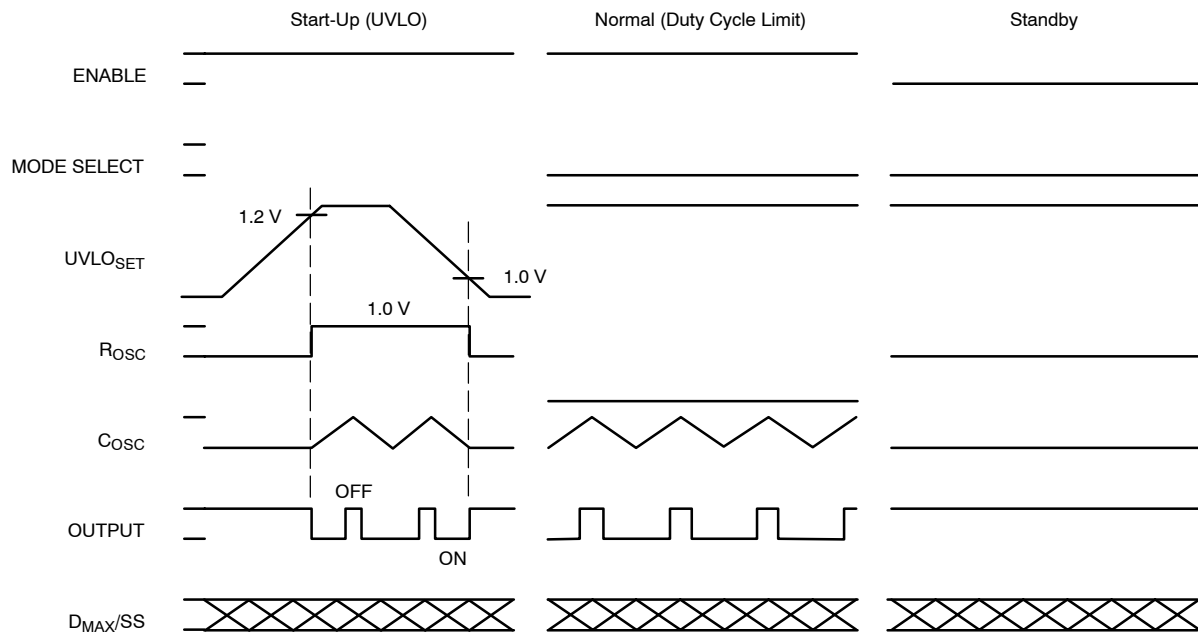 Start-Up (UVLO)
Normal (Duty Cycle Limit)
Standby
ENABLE
MODE SELECT
1.2 V
UVLOSET
1.0 V
1.0 V
ROSC
COSC
OFF
OUTPUT
ON
DMAX/SS